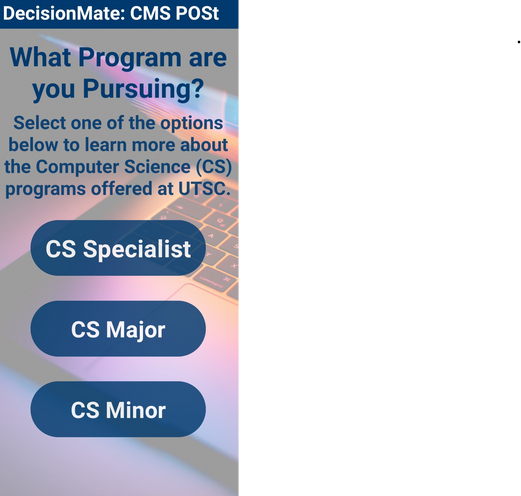 DecisionMate: CMS POSt
What Program are
you Pursuing?
Select one of the options
below to learn more about
the Computer Science (CS)
programs offered at UTSC.
CS Specialist
CS Major
CS Minor
.